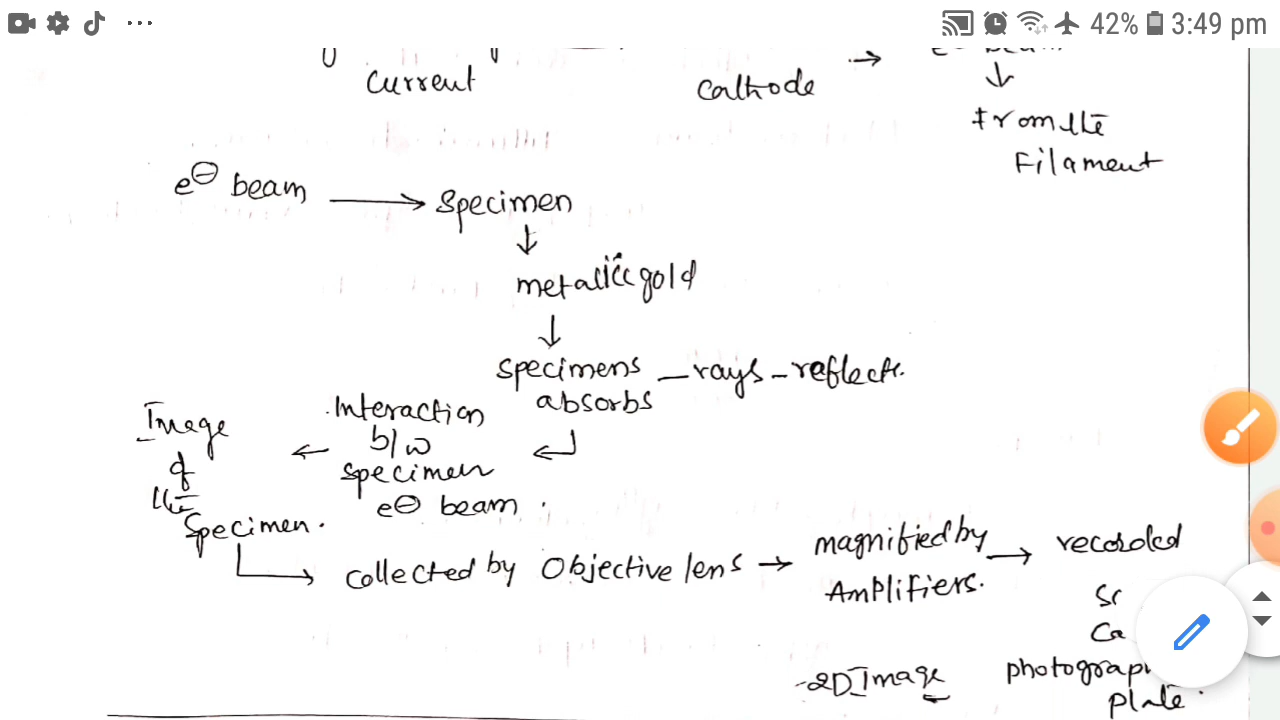 42% 3:49 pm
current
cathode →
↓
from the
Filament
e⊖ beam → specimen
↓
metallic gold
↓
specimens – rays – reflects.
absorbs
Interaction
b/w
specimen
e⊖ beam.
←
Image
of
the
specimen.
collected by Objective lens → magnified by
Amplifiers.
→ recorded
photograph
plate.
-2D Image